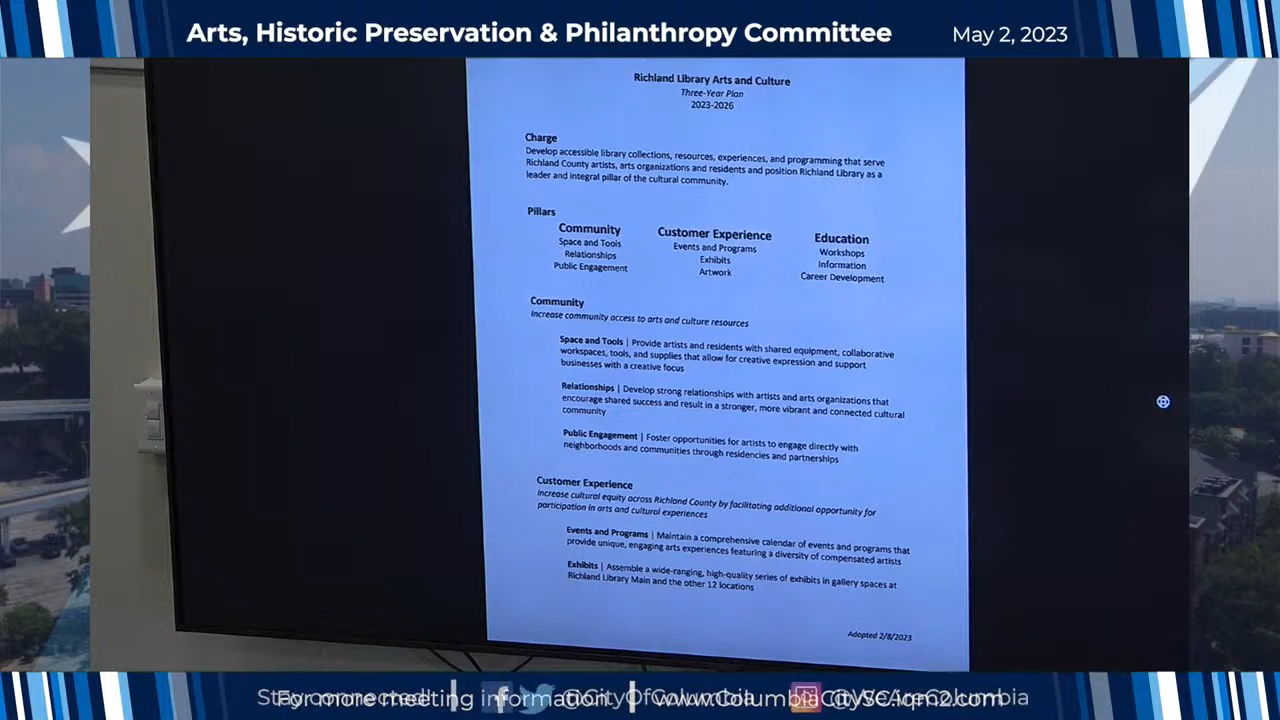 Arts, Historic Preservation & Philanthropy Committee
May 2, 2023
Richland Library Arts and Culture
Three-Year Plan
2023-2026
Charge
Develop accessible library collections, resources, experiences, and programming that serve
Richland County artists, arts organizations and residents and position Richland Library as a
leader and integral pillar of the cultural community.
Pillars
Community
Space and Tools
Relationships
Public Engagement
Customer Experience
Events and Programs
Exhibits
Artwork
Education
Workshops
Information
Career Development
Community
Increase community access to arts and culture resources
Space and Tools | Provide artists and residents with shared equipment, collaborative
workspaces, tools, and supplies that allow for creative expression and support
businesses with a creative focus
Relationships | Develop strong relationships with artists and arts organizations that
encourage shared success and result in a stronger, more vibrant and connected cultural
community
Public Engagement | Foster opportunities for artists to engage directly with
neighborhoods and communities through residencies and partnerships
Customer Experience
Increase cultural equity across Richland County by facilitating additional opportunity for
participation in arts and cultural experiences
Events and Programs | Maintain a comprehensive calendar of events and programs that
provide unique, engaging arts experiences featuring a diversity of compensated artists
Exhibits | Assemble a wide-ranging, high-quality series of exhibits in gallery spaces at
Richland Library Main and the other 12 locations
Adopted 2/8/2023
For more meeting information